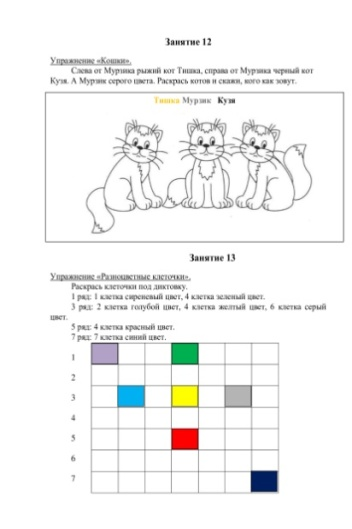 Занятие 12
Упражнение «Кошки».
Слева от Мурзика рыжий кот Тишка, справа от Мурзика черный кот
Кузя. А Мурзик серого цвета. Раскрась котов и скажи, кого как зовут.
Тишка Мурзик Кузя
Занятие 13
Упражнение «Разноцветные клеточки».
Раскрась клеточки под диктовку.
1 ряд: 1 клетка сиреневый цвет, 4 клетка зеленый цвет.
3 ряд: 2 клетка голубой цвет, 4 клетка желтый цвет, 6 клетка серый
цвет.
5 ряд: 4 клетка красный цвет.
7 ряд: 7 клетка синий цвет.
1
2
3
4
5
6
7